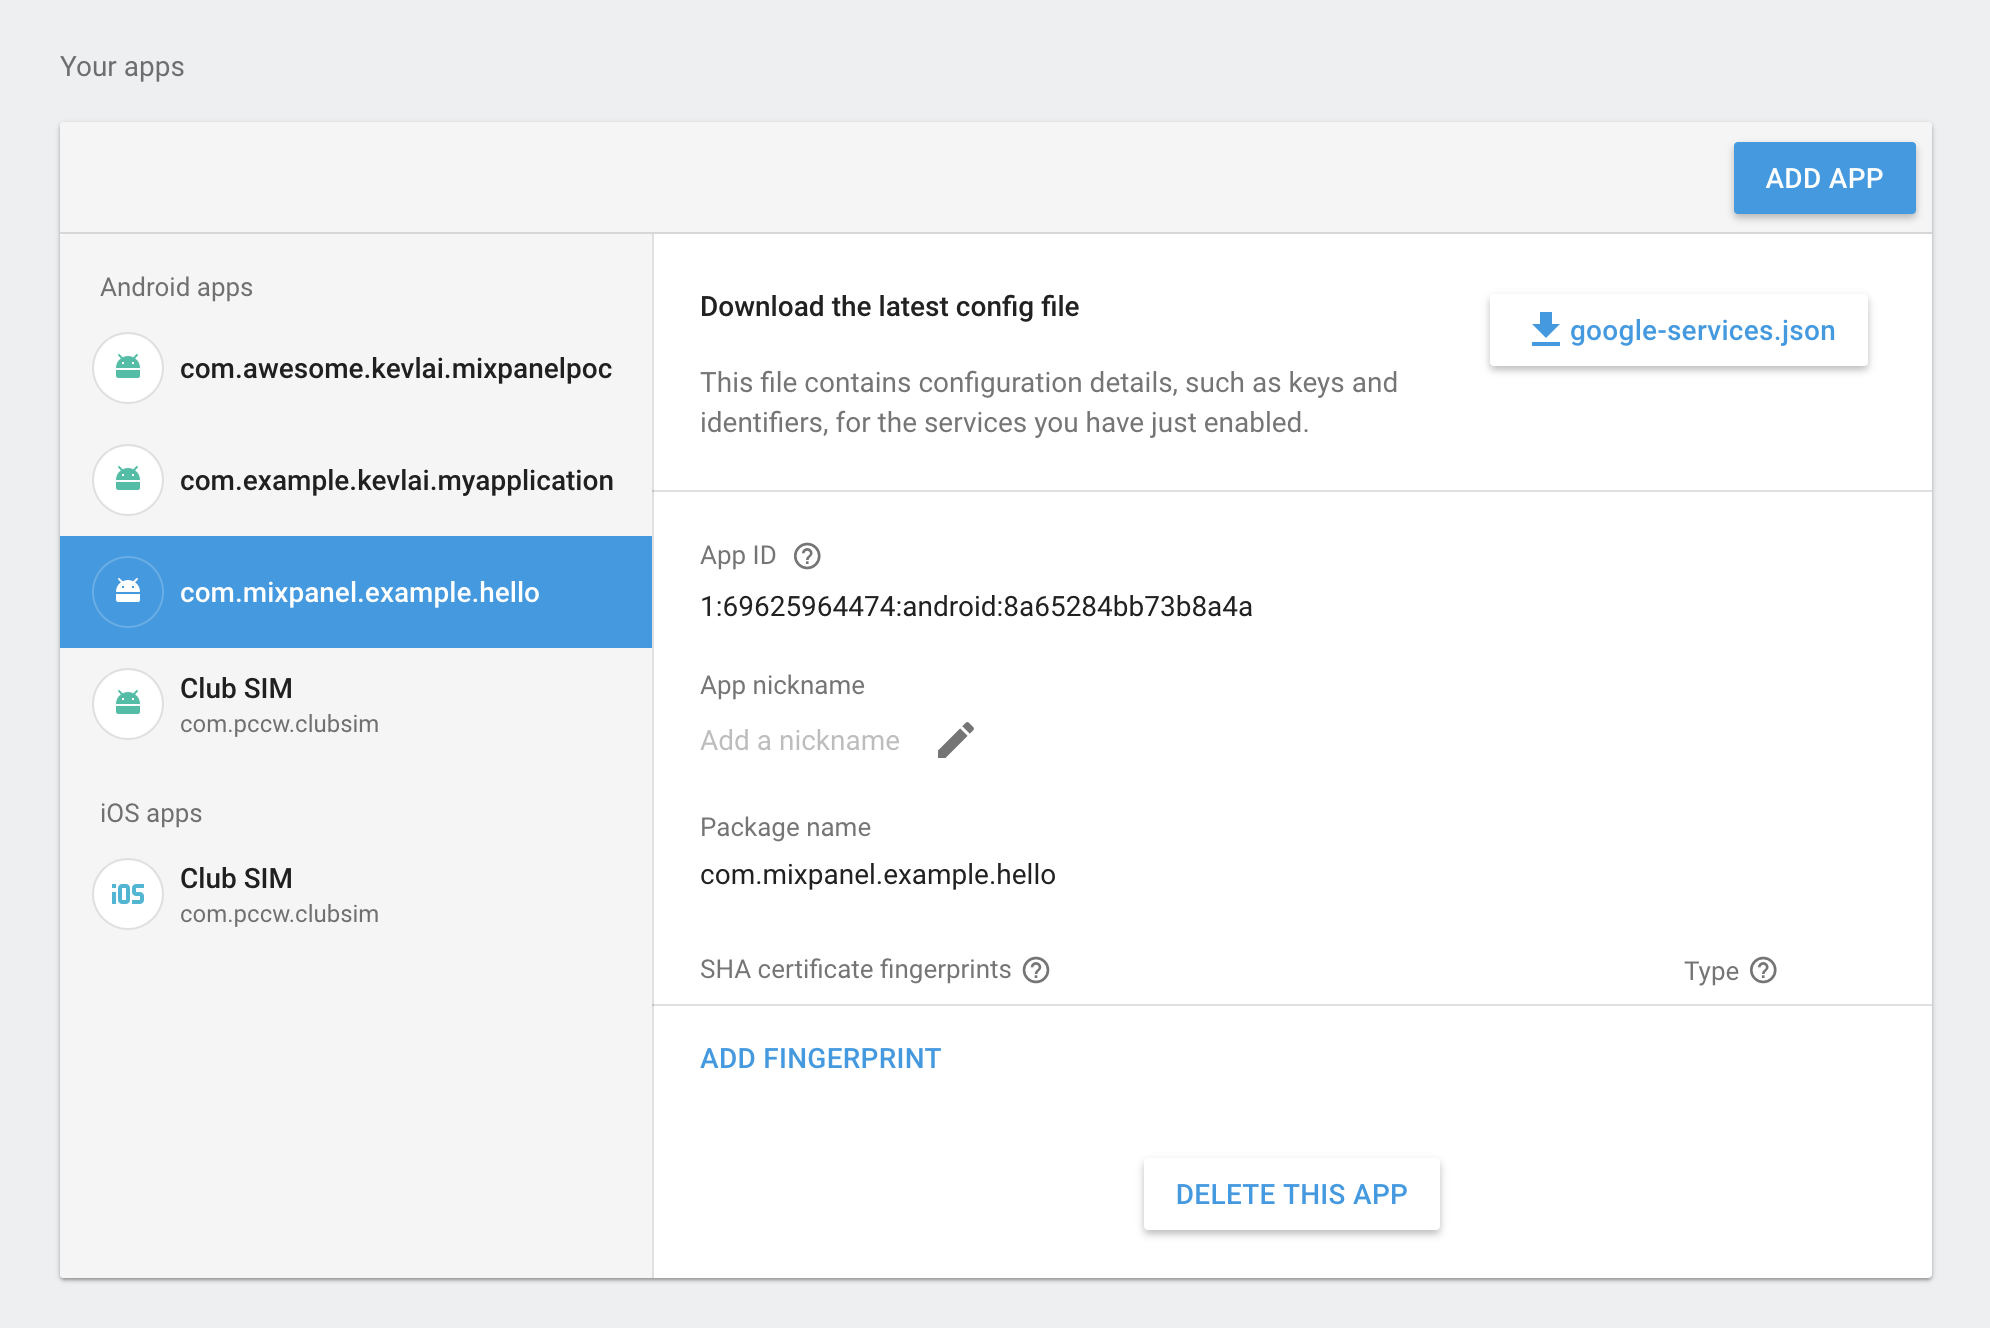 Your apps
ADD APP
Android apps
com.awesome.kevlai.mixpanelpoc
com.example.kevlai.myapplication
com.mixpanel.example.hello
Club SIM
com.pccw.clubsim
iOS apps
iOS
Club SIM
com.pccw.clubsim
Download the latest config file
google-services.json
This file contains configuration details, such as keys and
identifiers, for the services you have just enabled.
App ID
1:69625964474:android:8a65284bb73b8a4a
App nickname
Add a nickname
Package name
com.mixpanel.example.hello
SHA certificate fingerprints
Type
ADD FINGERPRINT
DELETE THIS APP